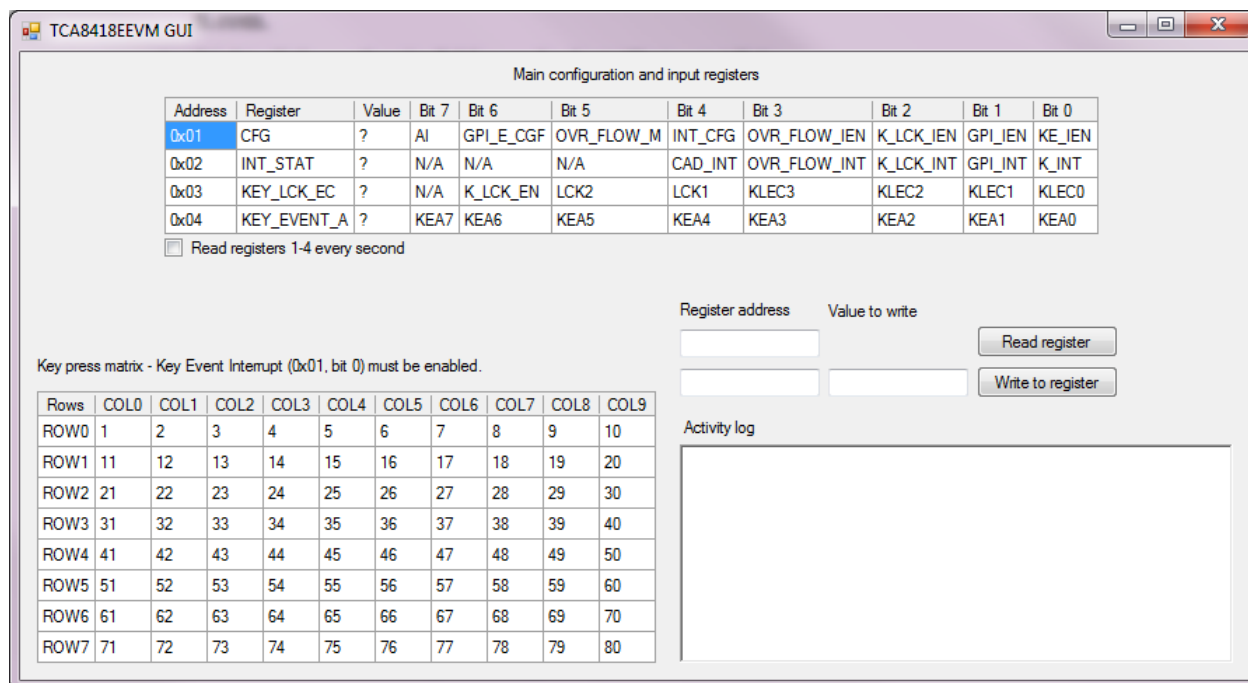 TCA8418EEVM GUI
Main configuration and input registers
Address Register Value Bit 7 Bit 6 Bit 5 Bit 4 Bit 3 Bit 2 Bit 1 Bit 0
0x01 CFG ? AI GPI_E_CGF OVR_FLOW_M INT_CFG OVR_FLOW_IEN K_LCK_IEN GPI_IEN KE_IEN
0x02 INT_STAT ? N/A N/A N/A CAD_INT OVR_FLOW_INT K_LCK_INT GPI_INT K_INT
0x03 KEY_LCK_EC ? N/A K_LCK_EN LCK2 LCK1 KLEC3 KLEC2 KLEC1 KLEC0
0x04 KEY_EVENT_A ? KEA7 KEA6 KEA5 KEA4 KEA3 KEA2 KEA1 KEA0
Read registers 1-4 every second
Register address Value to write
Read register
Write to register
Key press matrix - Key Event Interrupt (0x01, bit 0) must be enabled.
Rows COL0 COL1 COL2 COL3 COL4 COL5 COL6 COL7 COL8 COL9
ROW0 1 2 3 4 5 6 7 8 9 10
ROW1 11 12 13 14 15 16 17 18 19 20
ROW2 21 22 23 24 25 26 27 28 29 30
ROW3 31 32 33 34 35 36 37 38 39 40
ROW4 41 42 43 44 45 46 47 48 49 50
ROW5 51 52 53 54 55 56 57 58 59 60
ROW6 61 62 63 64 65 66 67 68 69 70
ROW7 71 72 73 74 75 76 77 78 79 80
Activity log